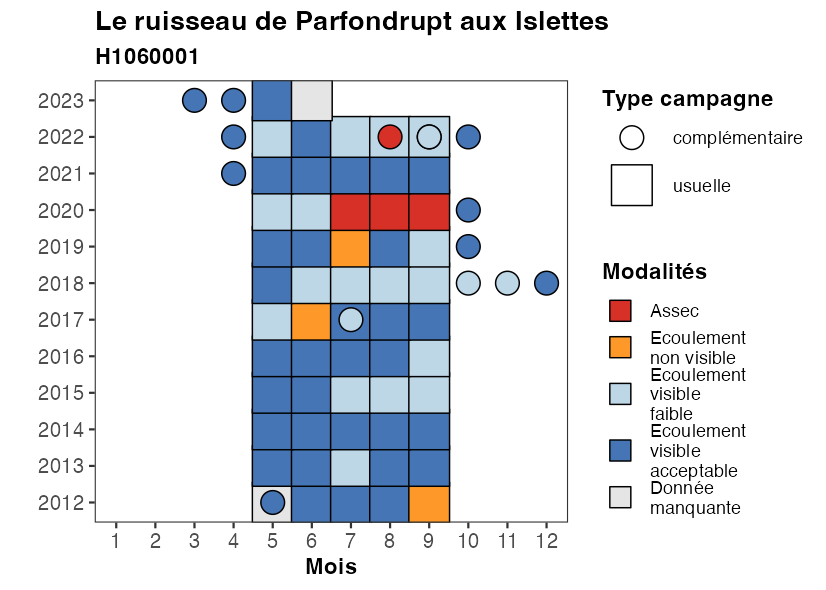 Le ruisseau de Parfondrupt aux Islettes
H1060001
2023
2022
2021
2020
2019
2018
2017
2016
2015
2014
2013
2012
1 2 3 4 5 6 7 8 9 10 11 12
Mois
Type campagne
complémentaire
usuelle
Modalités
Assec
Ecoulement
non visible
Ecoulement
visible
faible
Ecoulement
visible
acceptable
Donnée
manquante